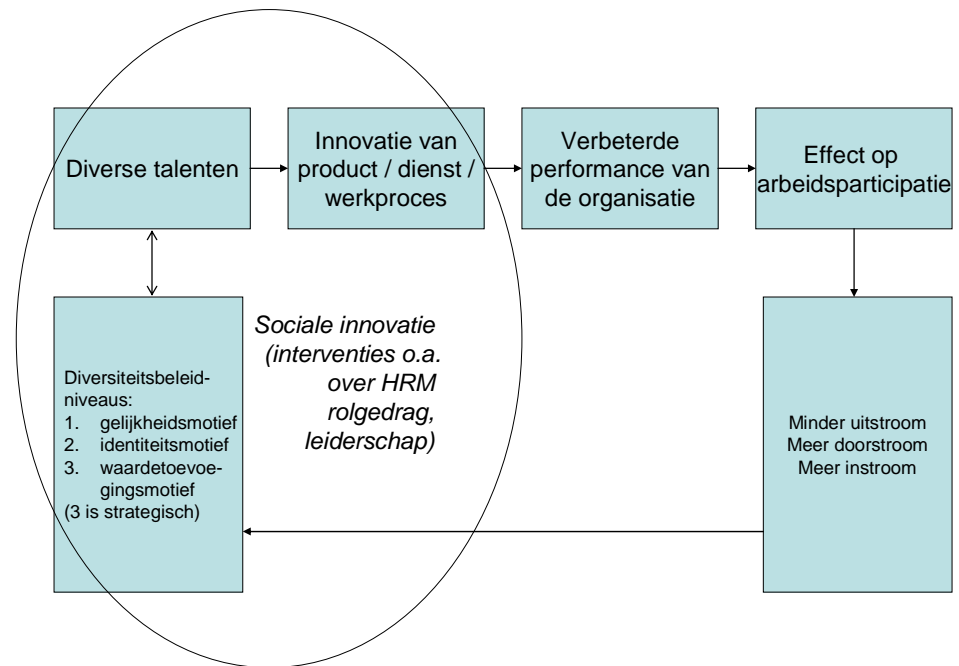 Diverse talenten
Innovatie van
product / dienst /
werkproces
Verbeterde
performance van
de organisatie
Effect op
arbeidsparticipatie
Sociale innovatie
(interventies o.a.
over HRM
rolgedrag,
leiderschap)
Diversiteitsbeleid-
niveaus:
1. gelijkheidsmotief
2. identiteitsmotief
3. waardetoevoe-
gingsmotief
(3 is strategisch)
Minder uitstroom
Meer doorstroom
Meer instroom